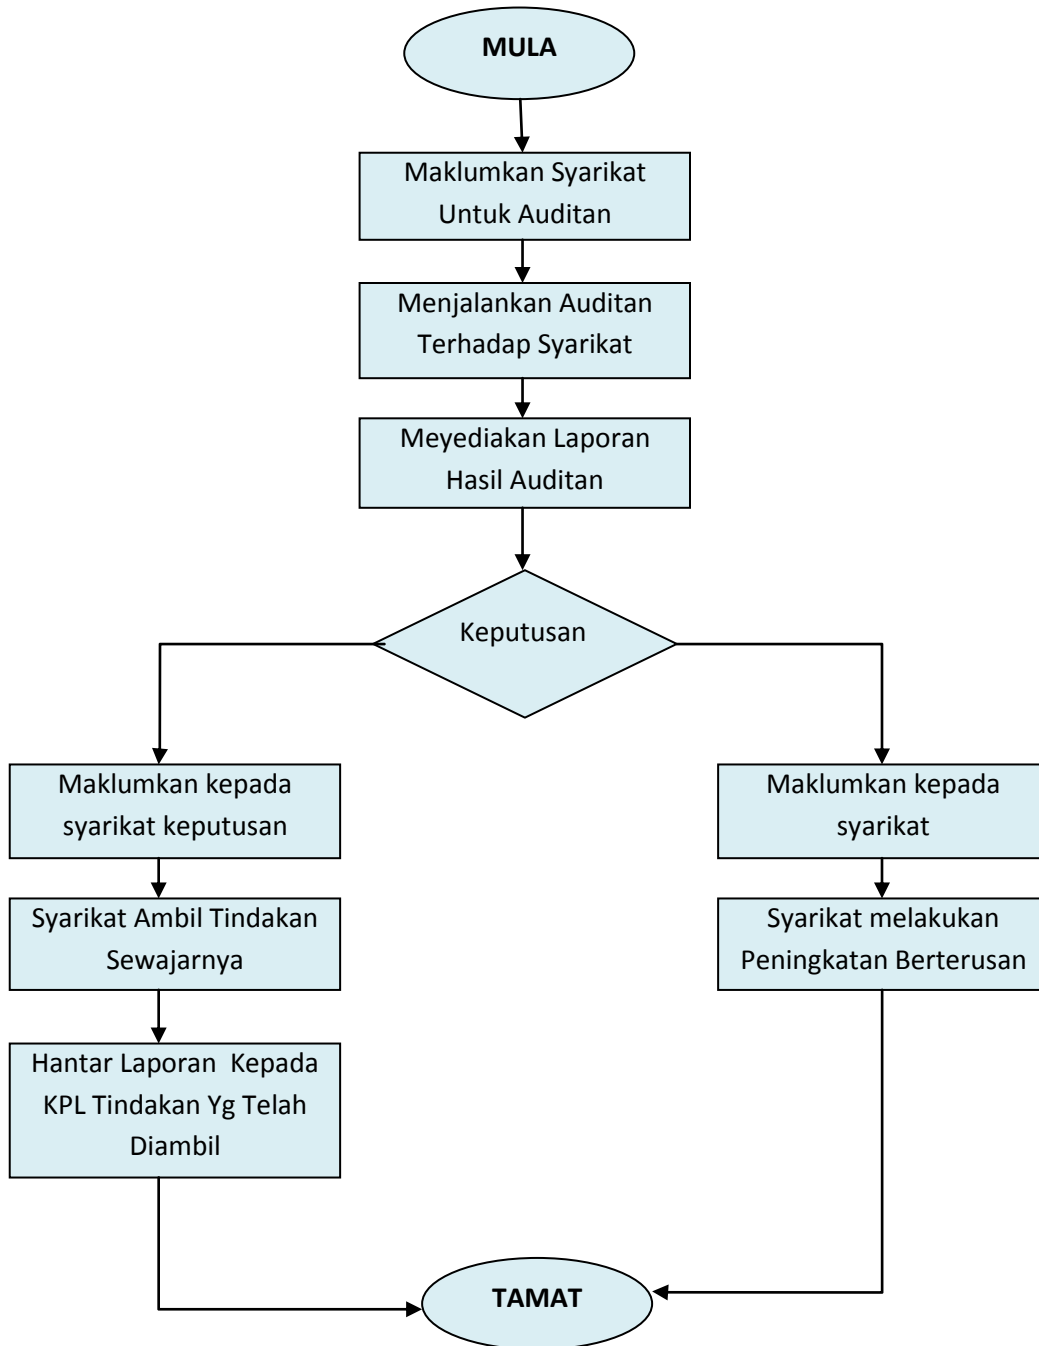 MULA
Maklumkan Syarikat
Untuk Auditan
Menjalankan Auditan
Terhadap Syarikat
Meyediakan Laporan
Hasil Auditan
Keputusan
Maklumkan kepada
syarikat keputusan
Syarikat Ambil Tindakan
Sewajarnya
Hantar Laporan  Kepada
KPL Tindakan Yg Telah
Diambil
Maklumkan kepada
syarikat
Syarikat melakukan
Peningkatan Berterusan
TAMAT